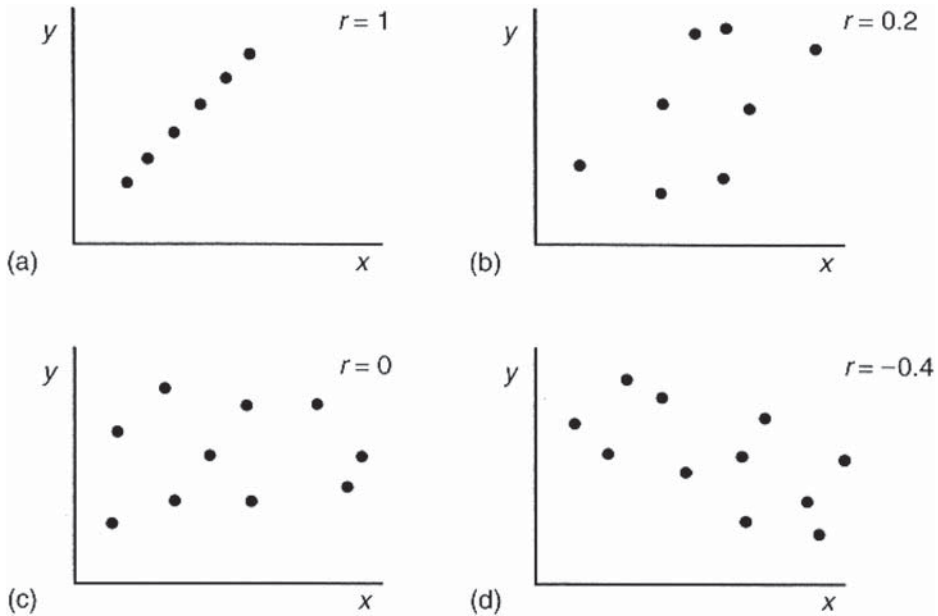 y r = 1
(a) x
y r = 0.2
(b) x
y r = 0
(c) x
y r = −0.4
(d) x